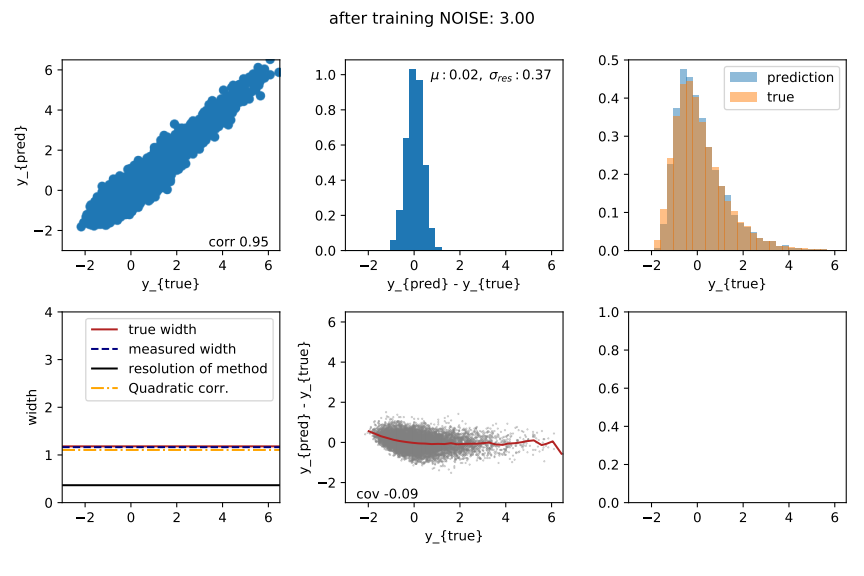 after training NOISE: 3.00
y_{pred}
6
4
2
0
−2
corr 0.95
−2 0 2 4 6
y_{true}
1.0
0.8
0.6
0.4
0.2
0.0
μ : 0.02, σres : 0.37
−2 0 2 4 6
y_{pred} - y_{true}
0.5
0.4
0.3
0.2
0.1
0.0
prediction
true
−2 0 2 4 6
y_{true}
width
4
3
2
1
0
true width
measured width
resolution of method
Quadratic corr.
−2 0 2 4 6
y_{pred} - y_{true}
6
4
2
0
−2
cov -0.09
−2 0 2 4 6
y_{true}
1.0
0.8
0.6
0.4
0.2
0.0
−2 0 2 4 6